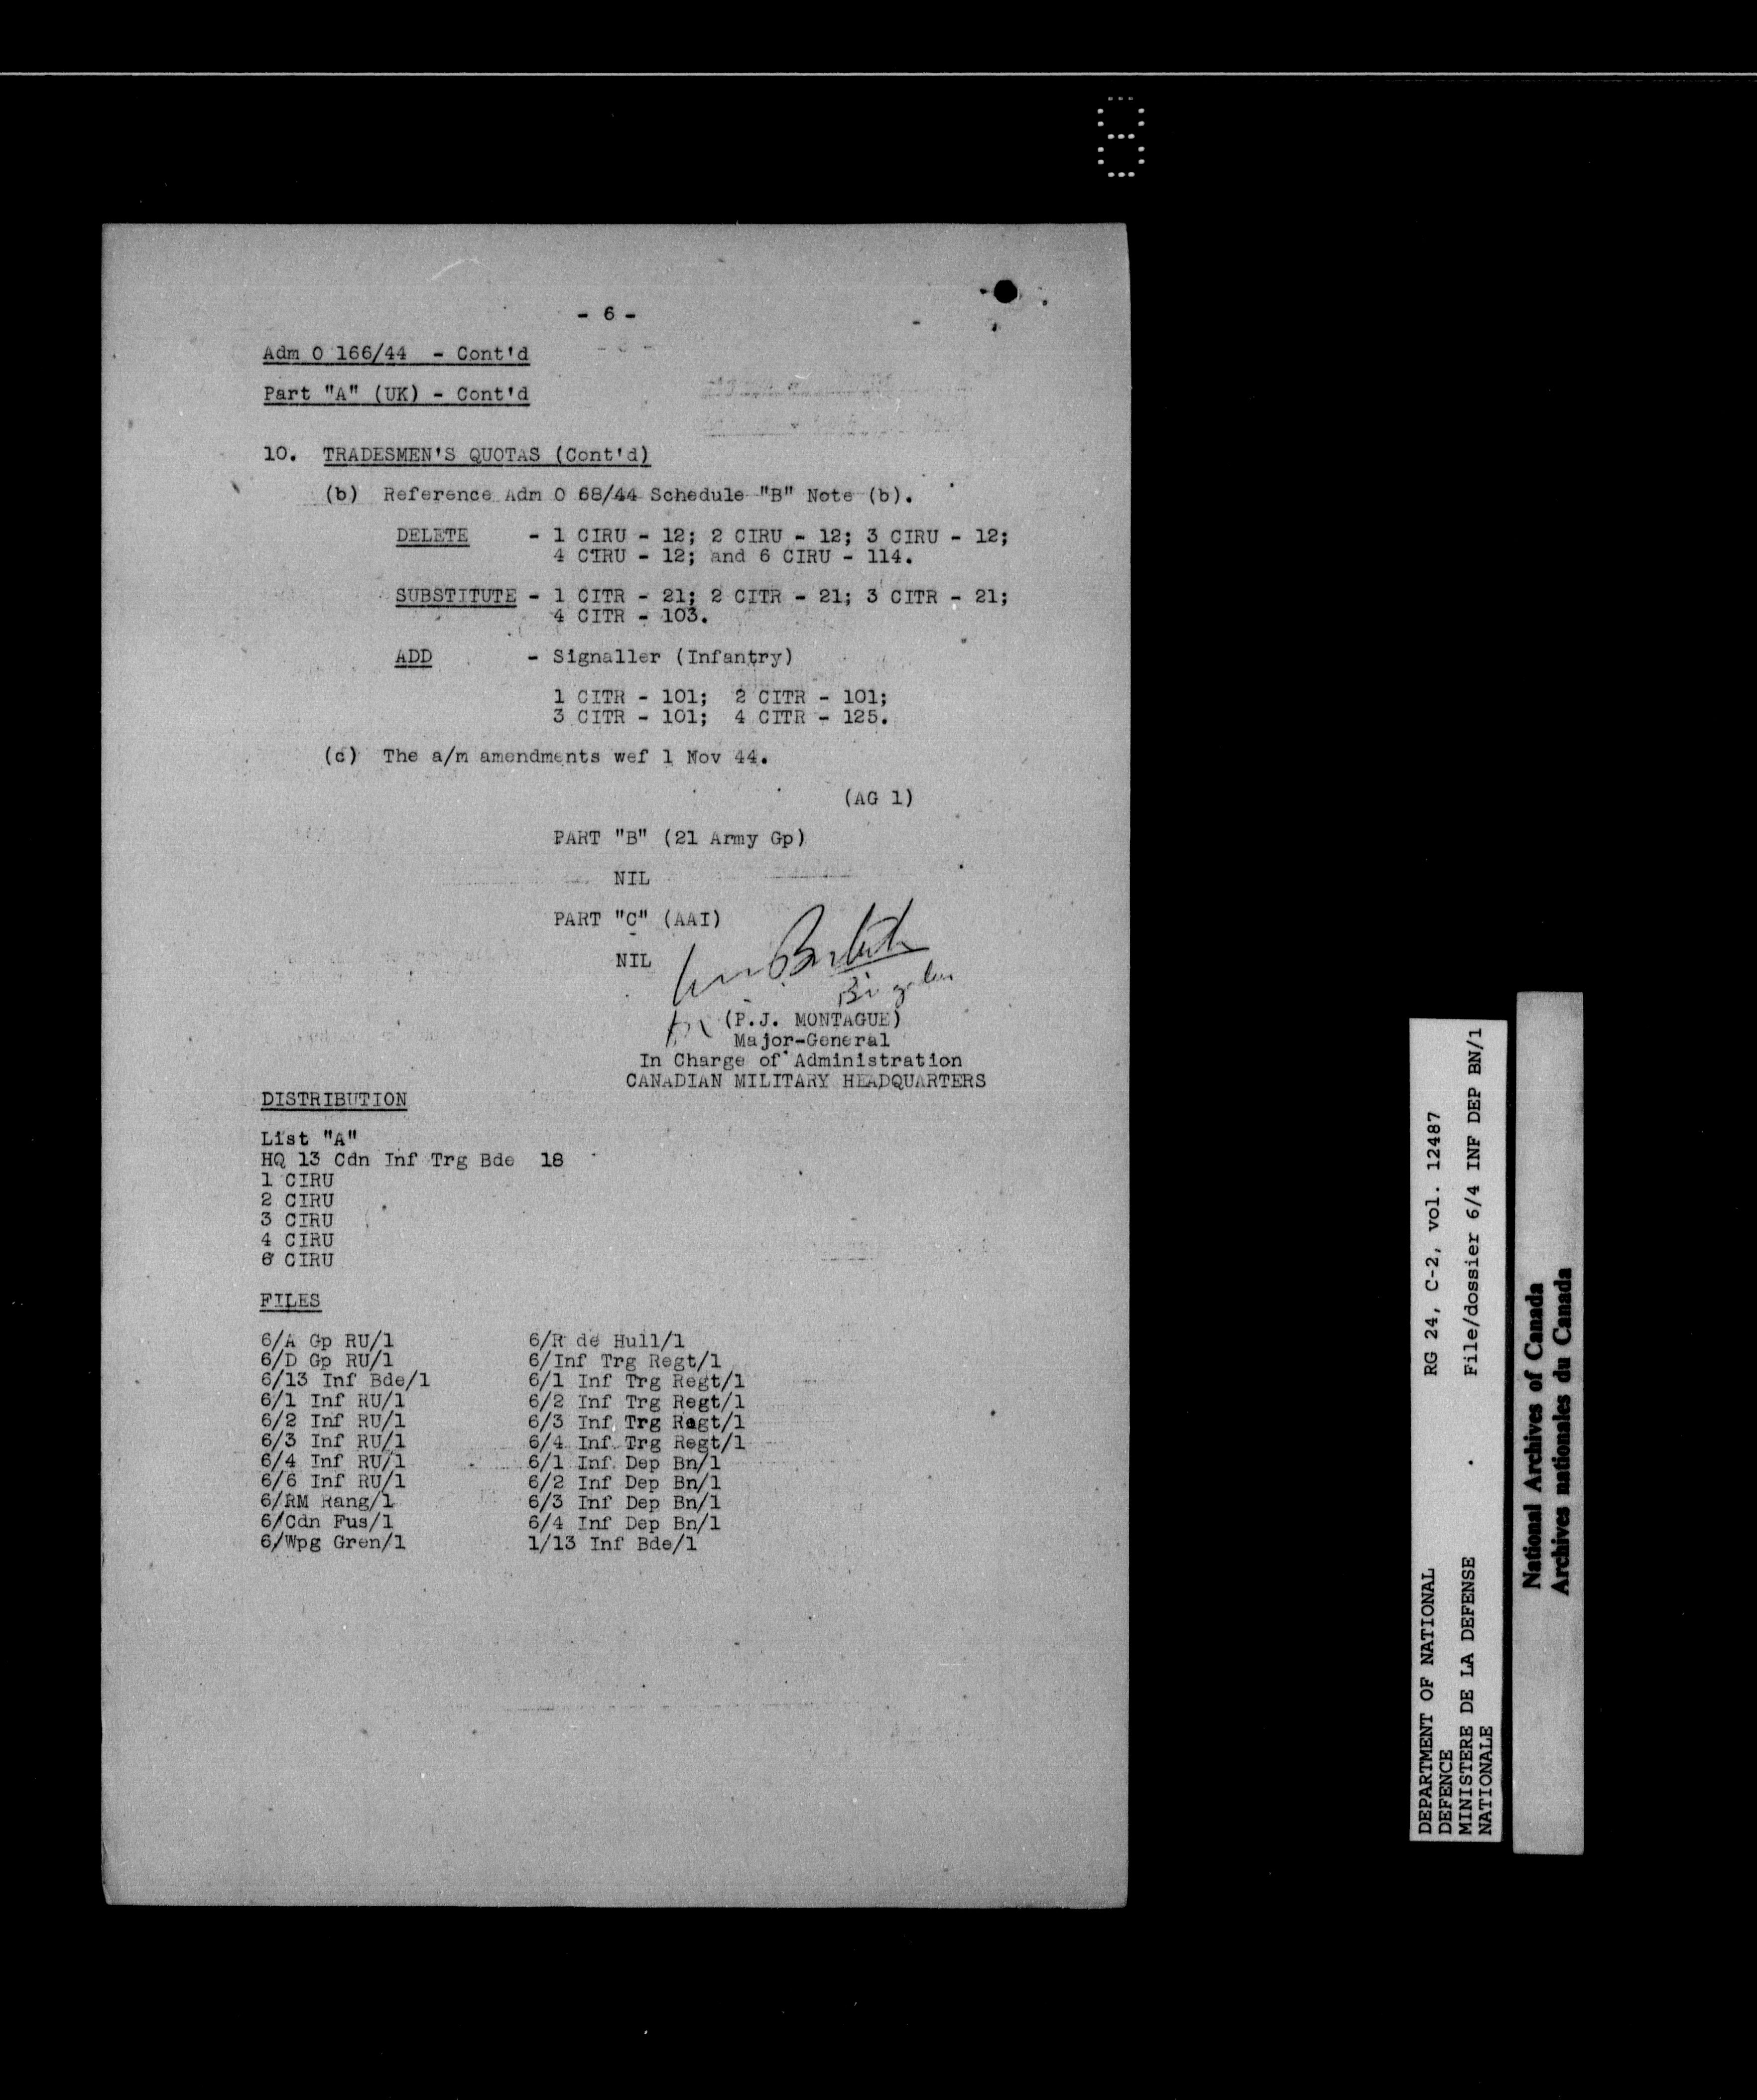 - 6 -
Adm O 166/44 - Cont'd
Part "A" (UK) - Cont'd
10. TRADESMEN'S QUOTAS (Cont'd)
(b) Reference Adm O 68/44 Schedule "B" Note (b).
DELETE - 1 CIRU - 12; 2 CIRU - 12; 3 CIRU - 12;
4 CIRU - 12; and 6 CIRU - 114.
SUBSTITUTE - 1 CITR - 21; 2 CITR - 21; 3 CITR - 21;
4 CITR - 103.
ADD - Signaller (Infantry)
1 CITR - 101; 2 CITR - 101;
3 CITR - 101; 4 CITR - 125.
(c) The a/m amendments wef 1 Nov 44.
(AG 1)
PART "B" (21 Army Gp)
NIL
PART "C" (AAI)
NIL
(P.J. MONTAGUE)
Major-General
In Charge of Administration
CANADIAN MILITARY HEADQUARTERS
DISTRIBUTION
List "A"
HQ 13 Cdn Inf Trg Bde 18
1 CIRU
2 CIRU
3 CIRU
4 CIRU
6 CIRU
FILES
6/A Gp RU/1 6/R de Hull/1
6/D Gp RU/1 6/Inf Trg Regt/1
6/13 Inf Bde/1 6/1 Inf Trg Regt/1
6/1 Inf RU/1 6/2 Inf Trg Regt/1
6/2 Inf RU/1 6/3 Inf Trg Regt/1
6/3 Inf RU/1 6/4 Inf Trg Regt/1
6/4 Inf RU/1 6/1 Inf Dep Bn/1
6/6 Inf RU/1 6/2 Inf Dep Bn/1
6/RM Rang/1 6/3 Inf Dep Bn/1
6/Cdn Fus/1 6/4 Inf Dep Bn/1
6/Wpg Gren/1 1/13 Inf Bde/1
DEPARTMENT OF NATIONAL RG 24, C-2, vol. 12487
DEFENCE
MINISTERE DE LA DEFENSE File/dossier 6/4 INF DEP BN/1
NATIONALE
National Archives of Canada
Archives nationales du Canada